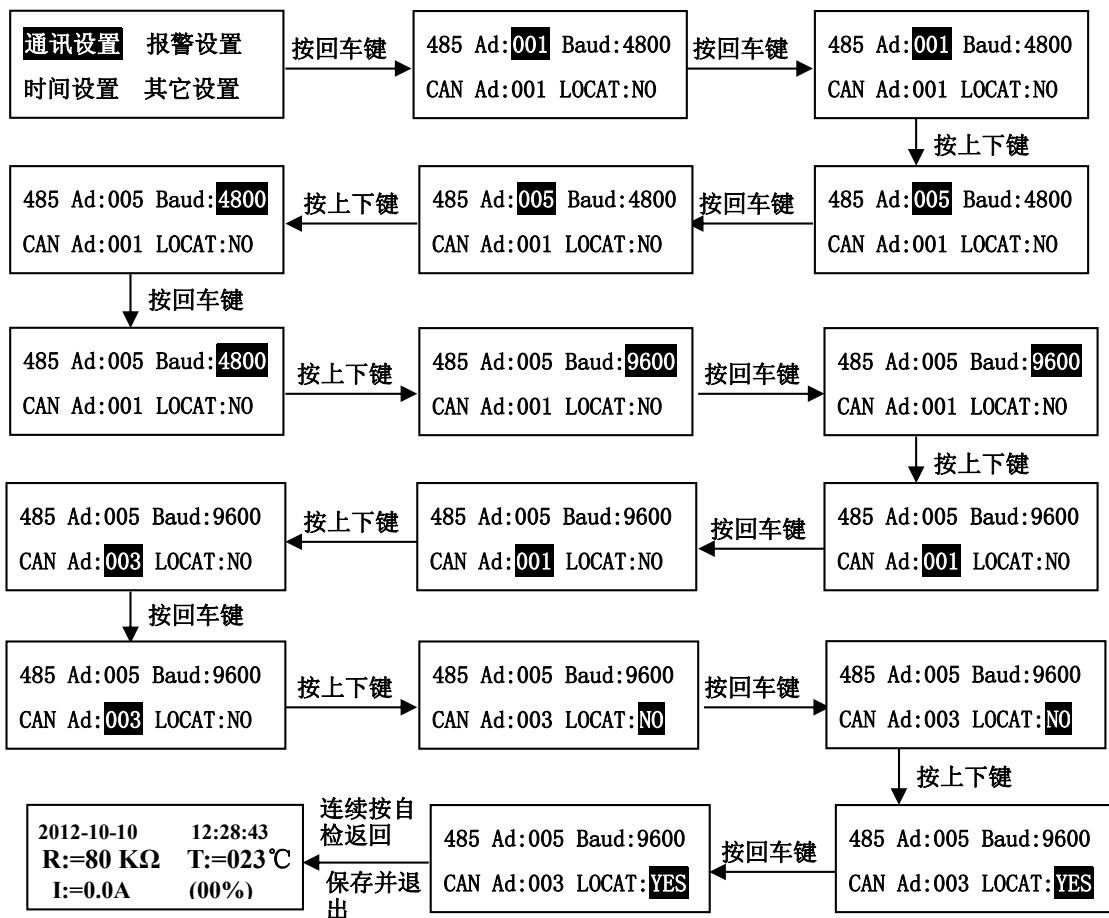 通讯设置 报警设置
时间设置 其它设置
按回车键
485 Ad:001 Baud:4800
CAN Ad:001 LOCAT:NO
按回车键
485 Ad:001 Baud:4800
CAN Ad:001 LOCAT:NO
按上下键
485 Ad:005 Baud:4800
CAN Ad:001 LOCAT:NO
按回车键
485 Ad:005 Baud:4800
CAN Ad:001 LOCAT:NO
按上下键
485 Ad:005 Baud:4800
CAN Ad:001 LOCAT:NO
按回车键
485 Ad:005 Baud:4800
CAN Ad:001 LOCAT:NO
按上下键
485 Ad:005 Baud:9600
CAN Ad:001 LOCAT:NO
按回车键
485 Ad:005 Baud:9600
CAN Ad:001 LOCAT:NO
按上下键
485 Ad:005 Baud:9600
CAN Ad:001 LOCAT:NO
按回车键
485 Ad:005 Baud:9600
CAN Ad:001 LOCAT:NO
按上下键
485 Ad:005 Baud:9600
CAN Ad:003 LOCAT:NO
按回车键
485 Ad:005 Baud:9600
CAN Ad:003 LOCAT:NO
按上下键
485 Ad:005 Baud:9600
CAN Ad:003 LOCAT:NO
按回车键
485 Ad:005 Baud:9600
CAN Ad:003 LOCAT:NO
按上下键
485 Ad:005 Baud:9600
CAN Ad:003 LOCAT:YES
按回车键
485 Ad:005 Baud:9600
CAN Ad:003 LOCAT:YES
连续按自
检返回
保存并退
出
2012-10-10 12:28:43
R:=80 KΩ T:=023℃
I:=0.0A (00%)